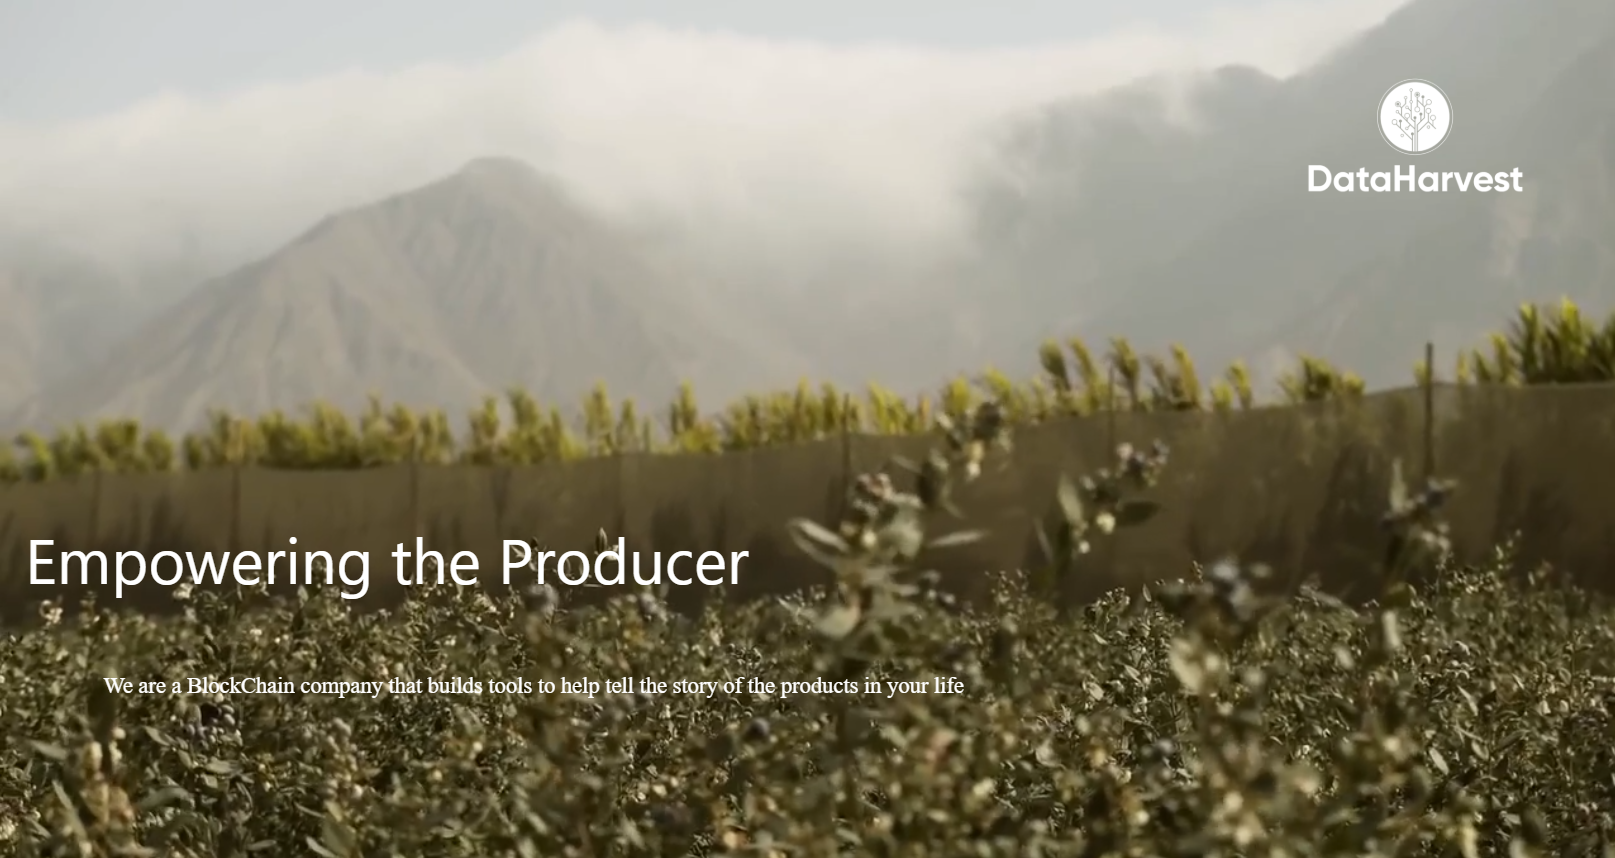 DataHarvest
Empowering the Producer
We are a BlockChain company that builds tools to help tell the story of the products in your life